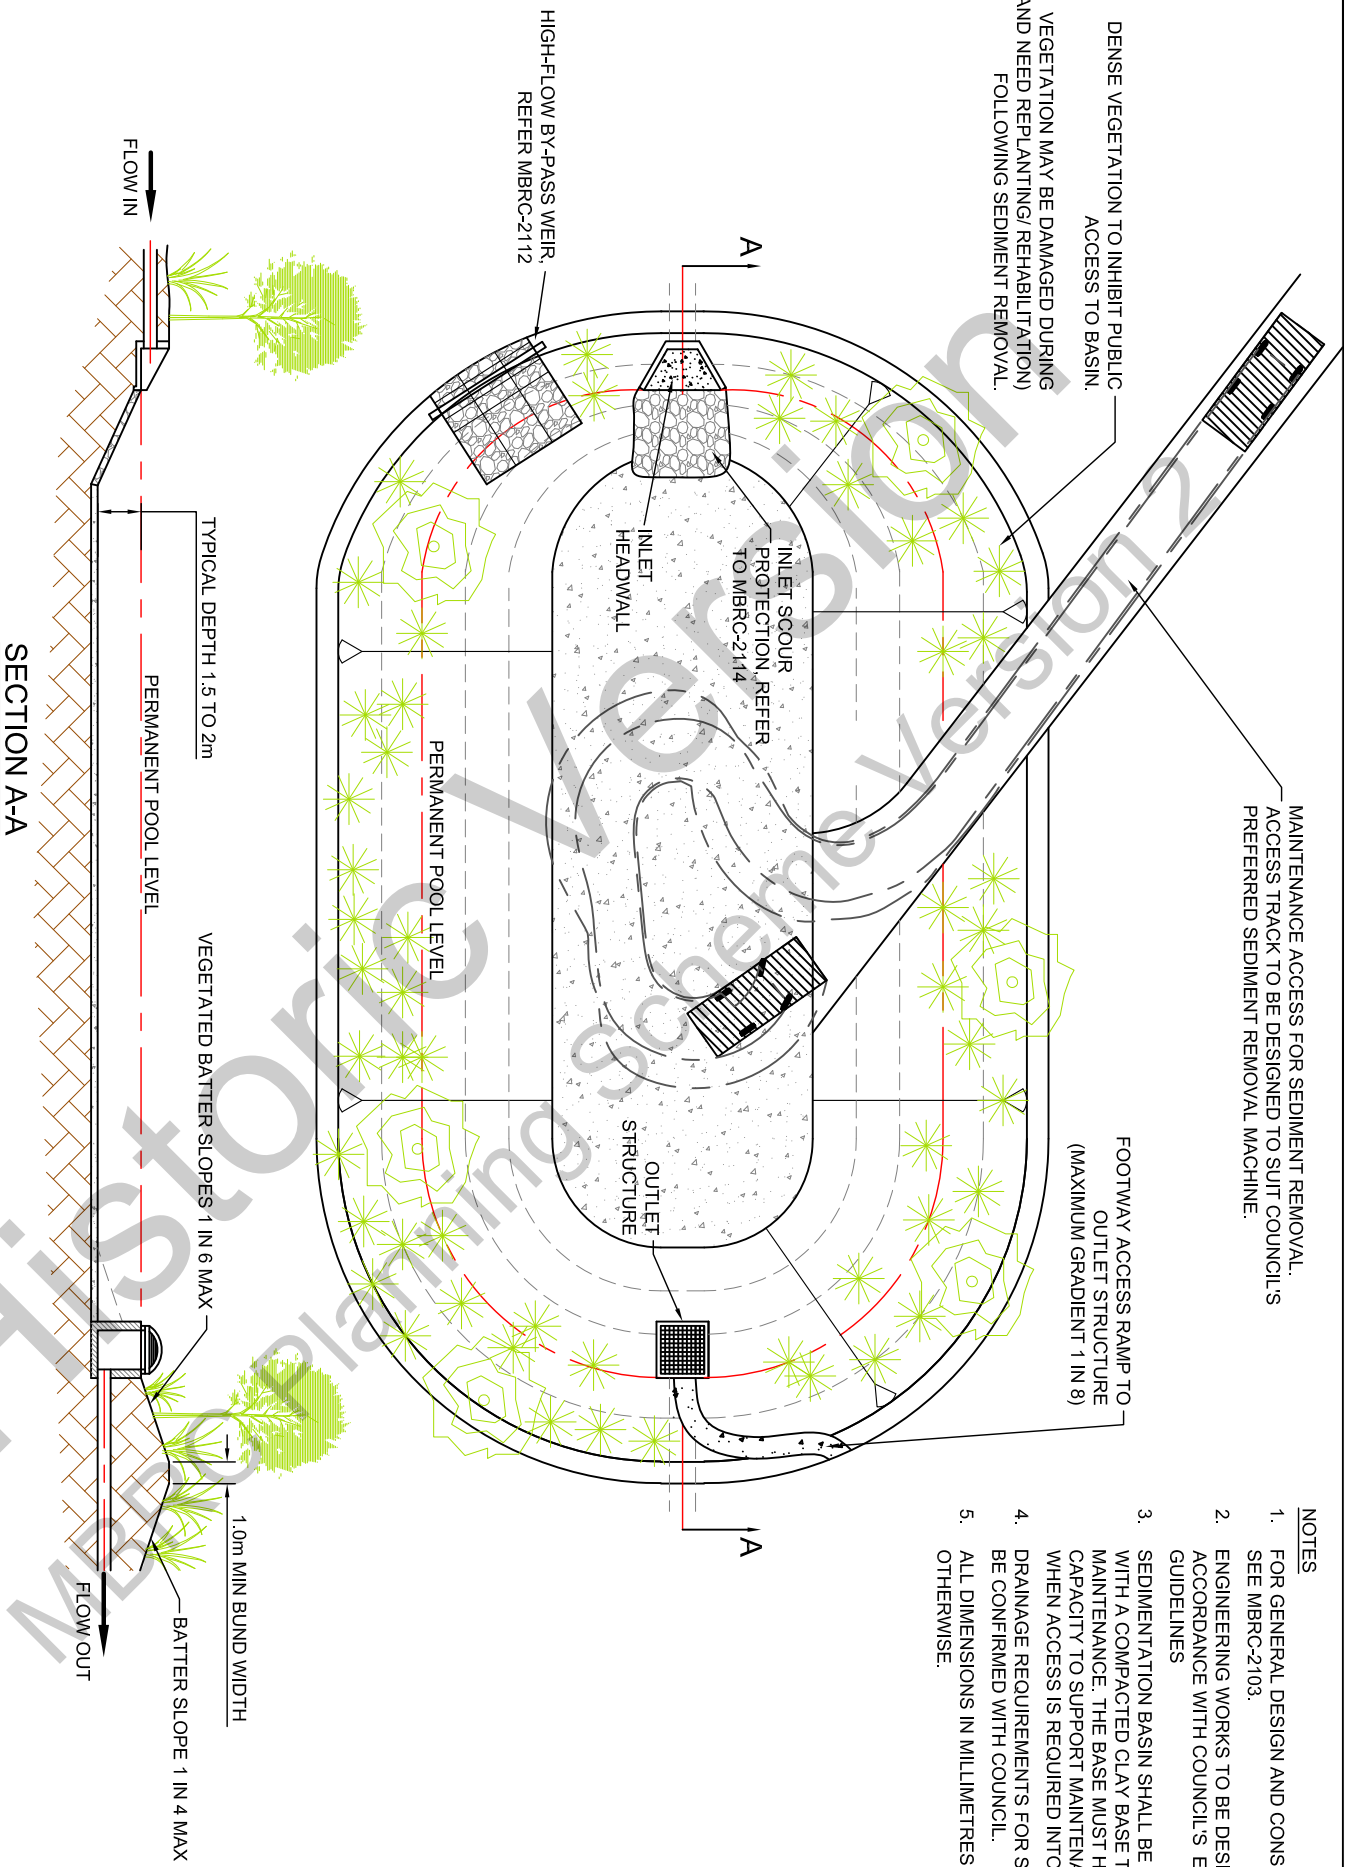 DENSE VEGETATION TO INHIBIT PUBLIC
ACCESS TO BASIN.
VEGETATION MAY BE DAMAGED DURING
AND NEED REPLANTING/ REHABILITATION)
FOLLOWING SEDIMENT REMOVAL.
HIGH-FLOW BY-PASS WEIR,
REFER MBRC-2112
MAINTENANCE ACCESS FOR SEDIMENT REMOVAL.
ACCESS TRACK TO BE DESIGNED TO SUIT COUNCIL'S
PREFERRED SEDIMENT REMOVAL MACHINE.
FOOTWAY ACCESS RAMP TO
OUTLET STRUCTURE
(MAXIMUM GRADIENT 1 IN 8)
A
A
INLET SCOUR
PROTECTION, REFER
TO MBRC-2114
INLET
HEADWALL
OUTLET
STRUCTURE
PERMANENT POOL LEVEL
NOTES
1. FOR GENERAL DESIGN AND CONS
SEE MBRC-2103.
2. ENGINEERING WORKS TO BE DESI
ACCORDANCE WITH COUNCIL'S E
GUIDELINES
3. SEDIMENTATION BASIN SHALL BE
WITH A COMPACTED CLAY BASE T
MAINTENANCE. THE BASE MUST H
CAPACITY TO SUPPORT MAINTENA
WHEN ACCESS IS REQUIRED INTO
4. DRAINAGE REQUIREMENTS FOR S
BE CONFIRMED WITH COUNCIL.
5. ALL DIMENSIONS IN MILLIMETRES
OTHERWISE.
FLOW IN
TYPICAL DEPTH 1.5 TO 2m
PERMANENT POOL LEVEL
VEGETATED BATTER SLOPES 1 IN 6 MAX
1.0m MIN BUND WIDTH
BATTER SLOPE 1 IN 4 MAX
FLOW OUT
SECTION A-A
Historic Version
MBRC Planning Scheme Version 2